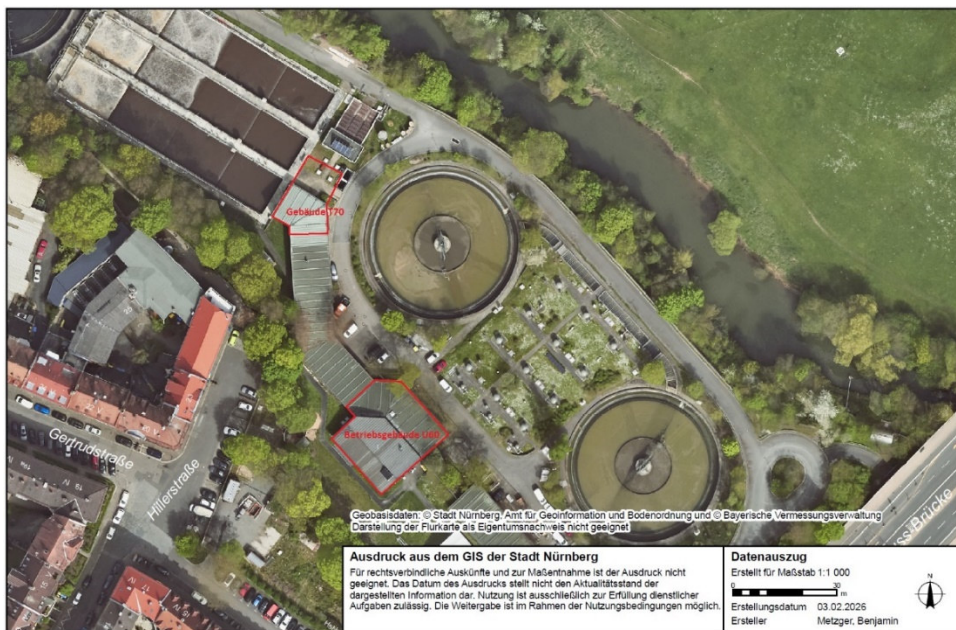 Gebäude T70
Betriebsgebäude U60
Gertrudstraße
Hillerstraße
Geobasisdaten: © Stadt Nürnberg, Amt für Geoinformation und Bodenordnung und © Bayerische Vermessungsverwaltung
Darstellung der Flurkarte als Eigentumsnachweis nicht geeignet
Ausdruck aus dem GIS der Stadt Nürnberg
Für rechtsverbindliche Auskünfte und zur Maßentnahme ist der Ausdruck nicht
geeignet. Das Datum des Ausdrucks stellt nicht den Aktualitätsstand der
dargestellten Information dar. Nutzung ist ausschließlich zur Erfüllung dienstlicher
Aufgaben zulässig. Die Weitergabe ist im Rahmen der Nutzungsbedingungen möglich.
Datenauszug
Erstellt für Maßstab 1:1 000
0 30
m
Erstellungsdatum 03.02.2026
Ersteller Metzger, Benjamin
N